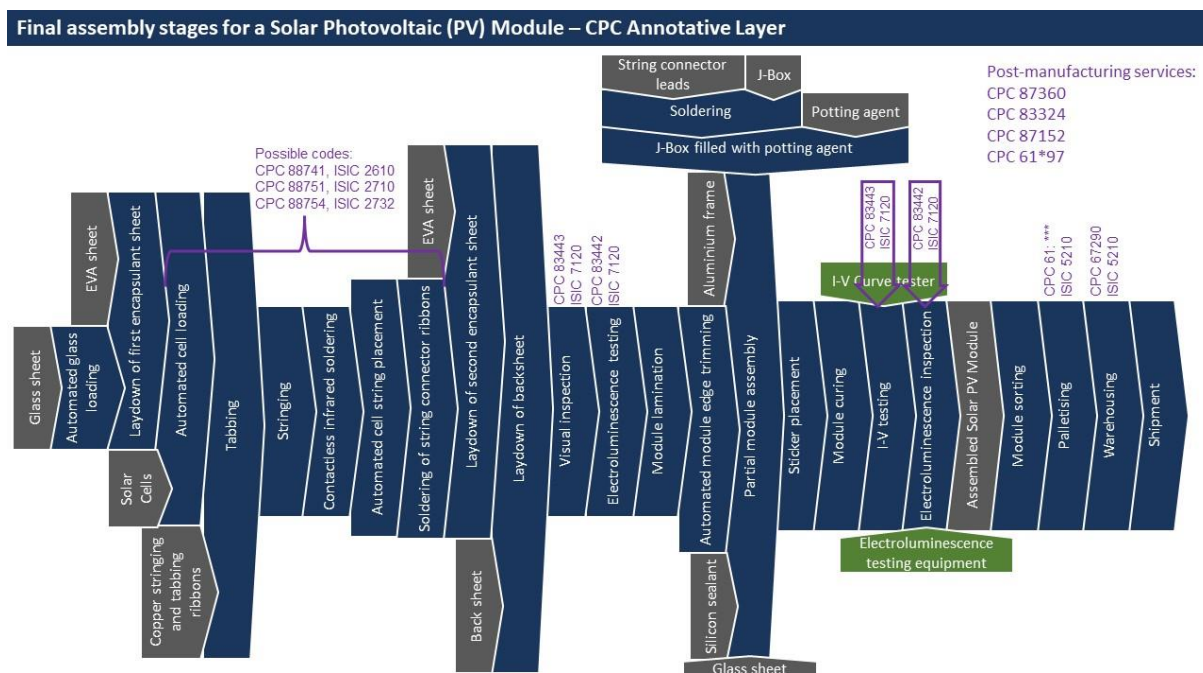 Final assembly stages for a Solar Photovoltaic (PV) Module – CPC Annotative Layer
String connector
leads
J-Box
Soldering
Potting agent
J-Box filled with potting agent
Post-manufacturing services:
CPC 87360
CPC 83324
CPC 87152
CPC 61*97
Possible codes:
CPC 88741, ISIC 2610
CPC 88751, ISIC 2710
CPC 88754, ISIC 2732
Glass sheet
Automated glass
loading
EVA sheet
Laydown of first encapsulant sheet
Solar
Cells
Automated cell loading
Copper stringing
and tabbing
ribbons
Tabbing
Stringing
Contactless infrared soldering
Automated cell string placement
Soldering of string connector ribbons
EVA sheet
Laydown of second encapsulant sheet
Back sheet
Laydown of backsheet
CPC 83443
ISIC 7120
Visual inspection
CPC 83442
ISIC 7120
Electroluminescence testing
Module lamination
Automated module edge trimming
Aluminium frame
Silicon sealant
Glass sheet
Partial module assembly
Sticker placement
Module curing
CPC 83443
ISIC 7120
CPC 83442
ISIC 7120
I-V Curve tester
I-V testing
Electroluminescence inspection
Electroluminescence
testing equipment
Assembled Solar PV Module
Module sorting
CPC 61: ***
ISIC 5210
Palletising
CPC 67290
ISIC 5210
Warehousing
Shipment